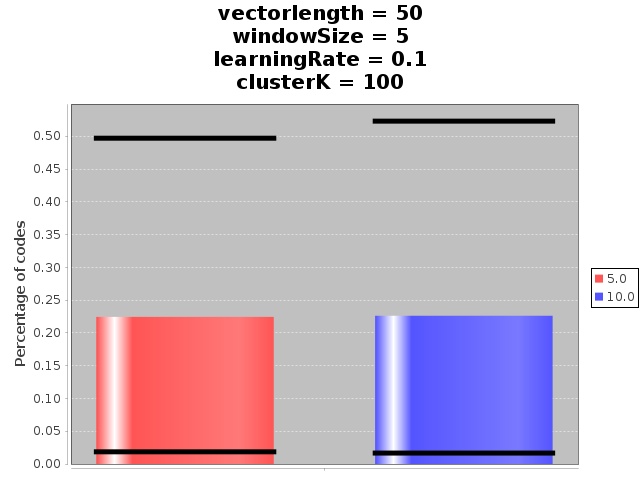 vectorlength = 50
windowSize = 5
learningRate = 0.1
clusterK = 100
Percentage of codes
0.50
0.45
0.40
0.35
0.30
0.25
0.20
0.15
0.10
0.05
0.00
5.0
10.0